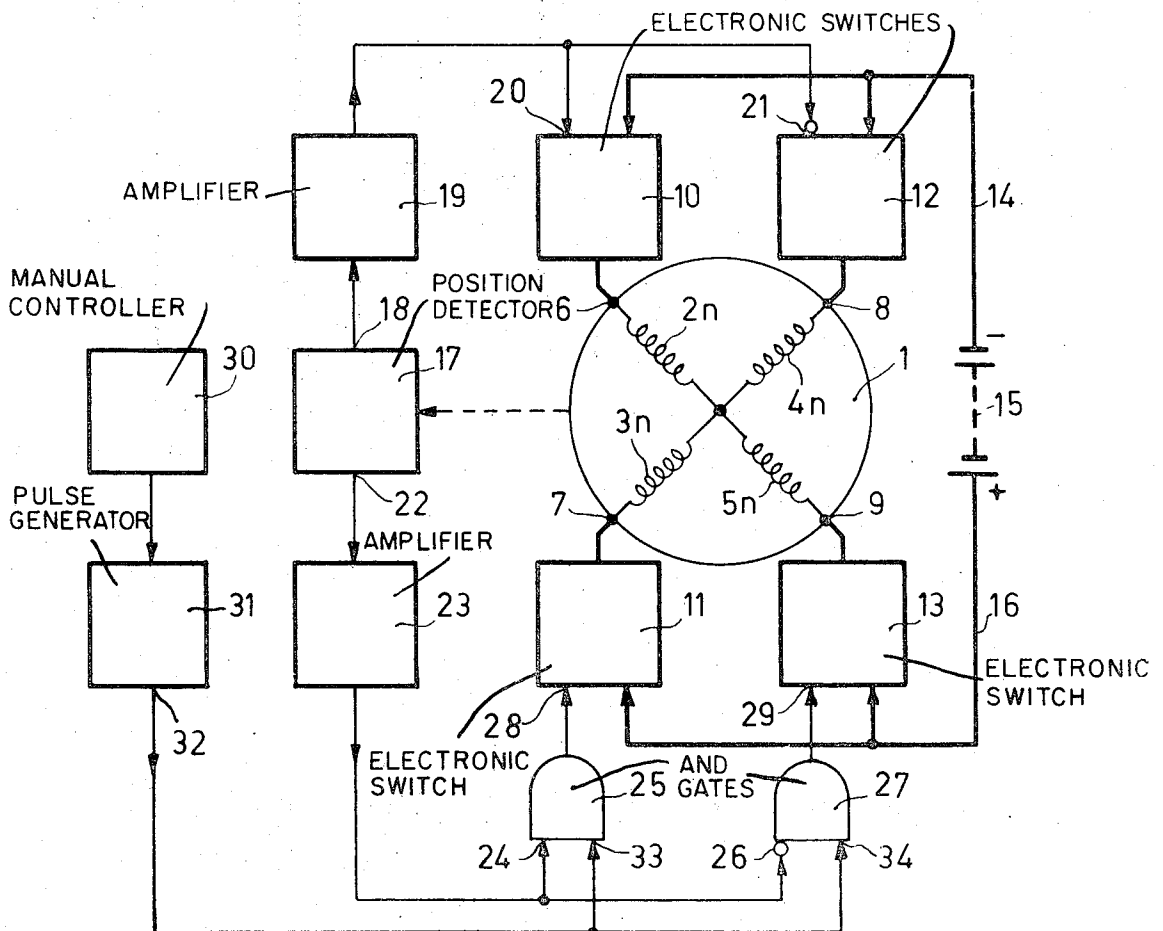 ELECTRONIC SWITCHES
20
21
AMPLIFIER
19
10
12
14
MANUAL
CONTROLLER
POSITION
DETECTOR
6
8
18
2n
4n
1
30
17
-
15
3n
5n
+
22
7
9
PULSE
GENERATOR
AMPLIFIER
31
23
11
13
16
ELECTRONIC
SWITCH
32
28
29
ELECTRONIC
SWITCH
AND
GATES
25
27
24
33
26
34